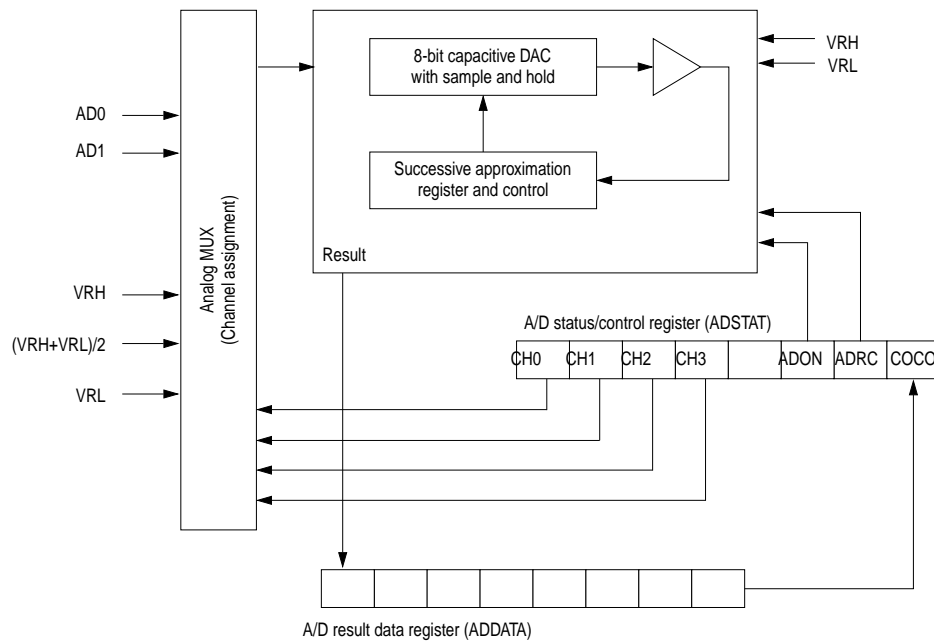 8-bit capacitive DAC
with sample and hold
VRH
VRL
AD0
AD1
Successive approximation
register and control
Result
Analog MUX
(Channel assignment)
VRH
(VRH+VRL)/2
VRL
A/D status/control register (ADSTAT)
CH0 CH1 CH2 CH3 ADON ADRC COCO
A/D result data register (ADDATA)